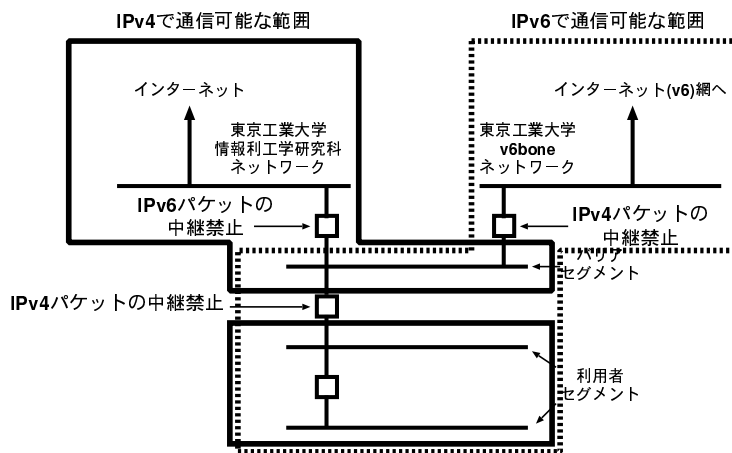 IPv4で通信可能な範囲
IPv6で通信可能な範囲
インターネット
インターネット(v6)網へ
東京工業大学
情報利工学研究科
ネットワーク
東京工業大学
v6bone
ネットワーク
IPv6パケットの
中継禁止
IPv4パケットの
中継禁止
バリア
セグメント
IPv4パケットの中継禁止
利用者
セグメント